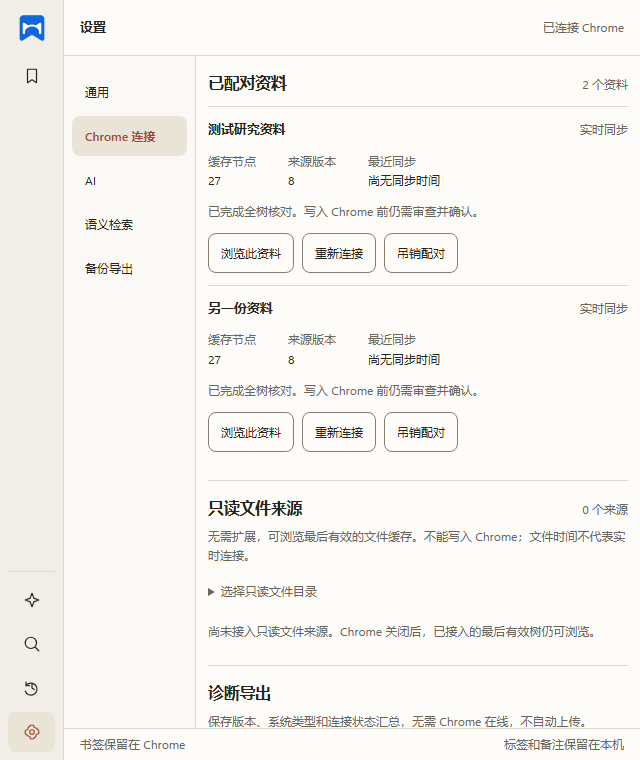 设置
已连接 Chrome
通用
Chrome 连接
AI
语义检索
备份导出
已配对资料
2 个资料
测试研究资料
实时同步
缓存节点 来源版本 最近同步
27 8 尚无同步时间
已完成全树核对。写入 Chrome 前仍需审查并确认。
浏览此资料 重新连接 吊销配对
另一份资料
实时同步
缓存节点 来源版本 最近同步
27 8 尚无同步时间
已完成全树核对。写入 Chrome 前仍需审查并确认。
浏览此资料 重新连接 吊销配对
只读文件来源
0 个来源
无需扩展，可浏览最后有效的文件缓存。不能写入 Chrome；文件时间不代表实
时连接。
选择只读文件目录
尚未接入只读文件来源。Chrome 关闭后，已接入的最后有效树仍可浏览。
诊断导出
保存版本、系统类型和连接状态汇总，无需 Chrome 在线，不自动上传。
书签保留在 Chrome
标签和备注保留在本机